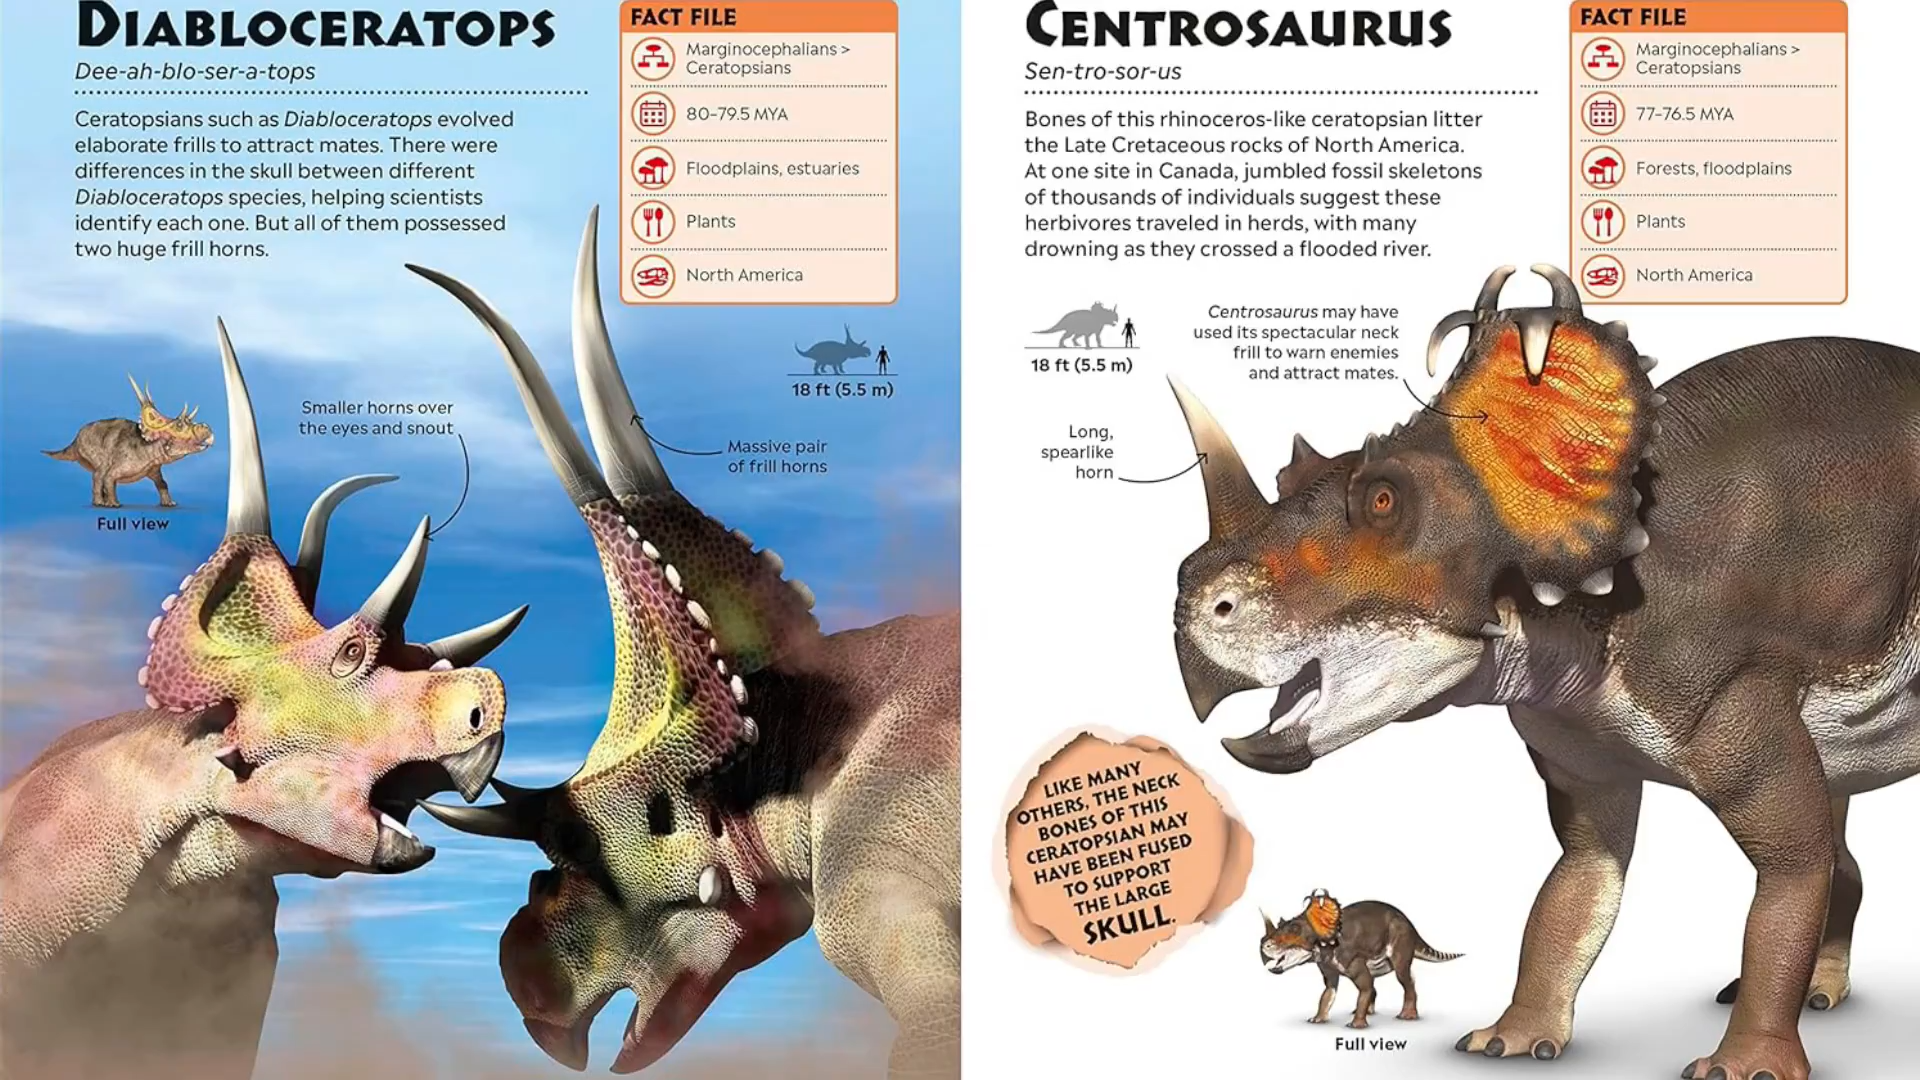 DIABLOCERATOPS
Dee-ah-blo-ser-a-tops
Ceratopsians such as Diabloceratops evolved
elaborate frills to attract mates. There were
differences in the skull between different
Diabloceratops species, helping scientists
identify each one. But all of them possessed
two huge frill horns.
FACT FILE
Marginocephalians >
Ceratopsians
80–79.5 MYA
Floodplains, estuaries
Plants
North America
18 ft (5.5 m)
Smaller horns over
the eyes and snout
Massive pair
of frill horns
Full view
CENTROSAURUS
Sen-tro-sor-us
Bones of this rhinoceros-like ceratopsian litter
the Late Cretaceous rocks of North America.
At one site in Canada, jumbled fossil skeletons
of thousands of individuals suggest these
herbivores traveled in herds, with many
drowning as they crossed a flooded river.
FACT FILE
Marginocephalians >
Ceratopsians
77–76.5 MYA
Forests, floodplains
Plants
North America
18 ft (5.5 m)
Centrosaurus may have
used its spectacular neck
frill to warn enemies
and attract mates.
Long,
spearlike
horn
LIKE MANY
OTHERS, THE NECK
BONES OF THIS
CERATOPSIAN MAY
HAVE BEEN FUSED
TO SUPPORT
THE LARGE
SKULL.
Full view